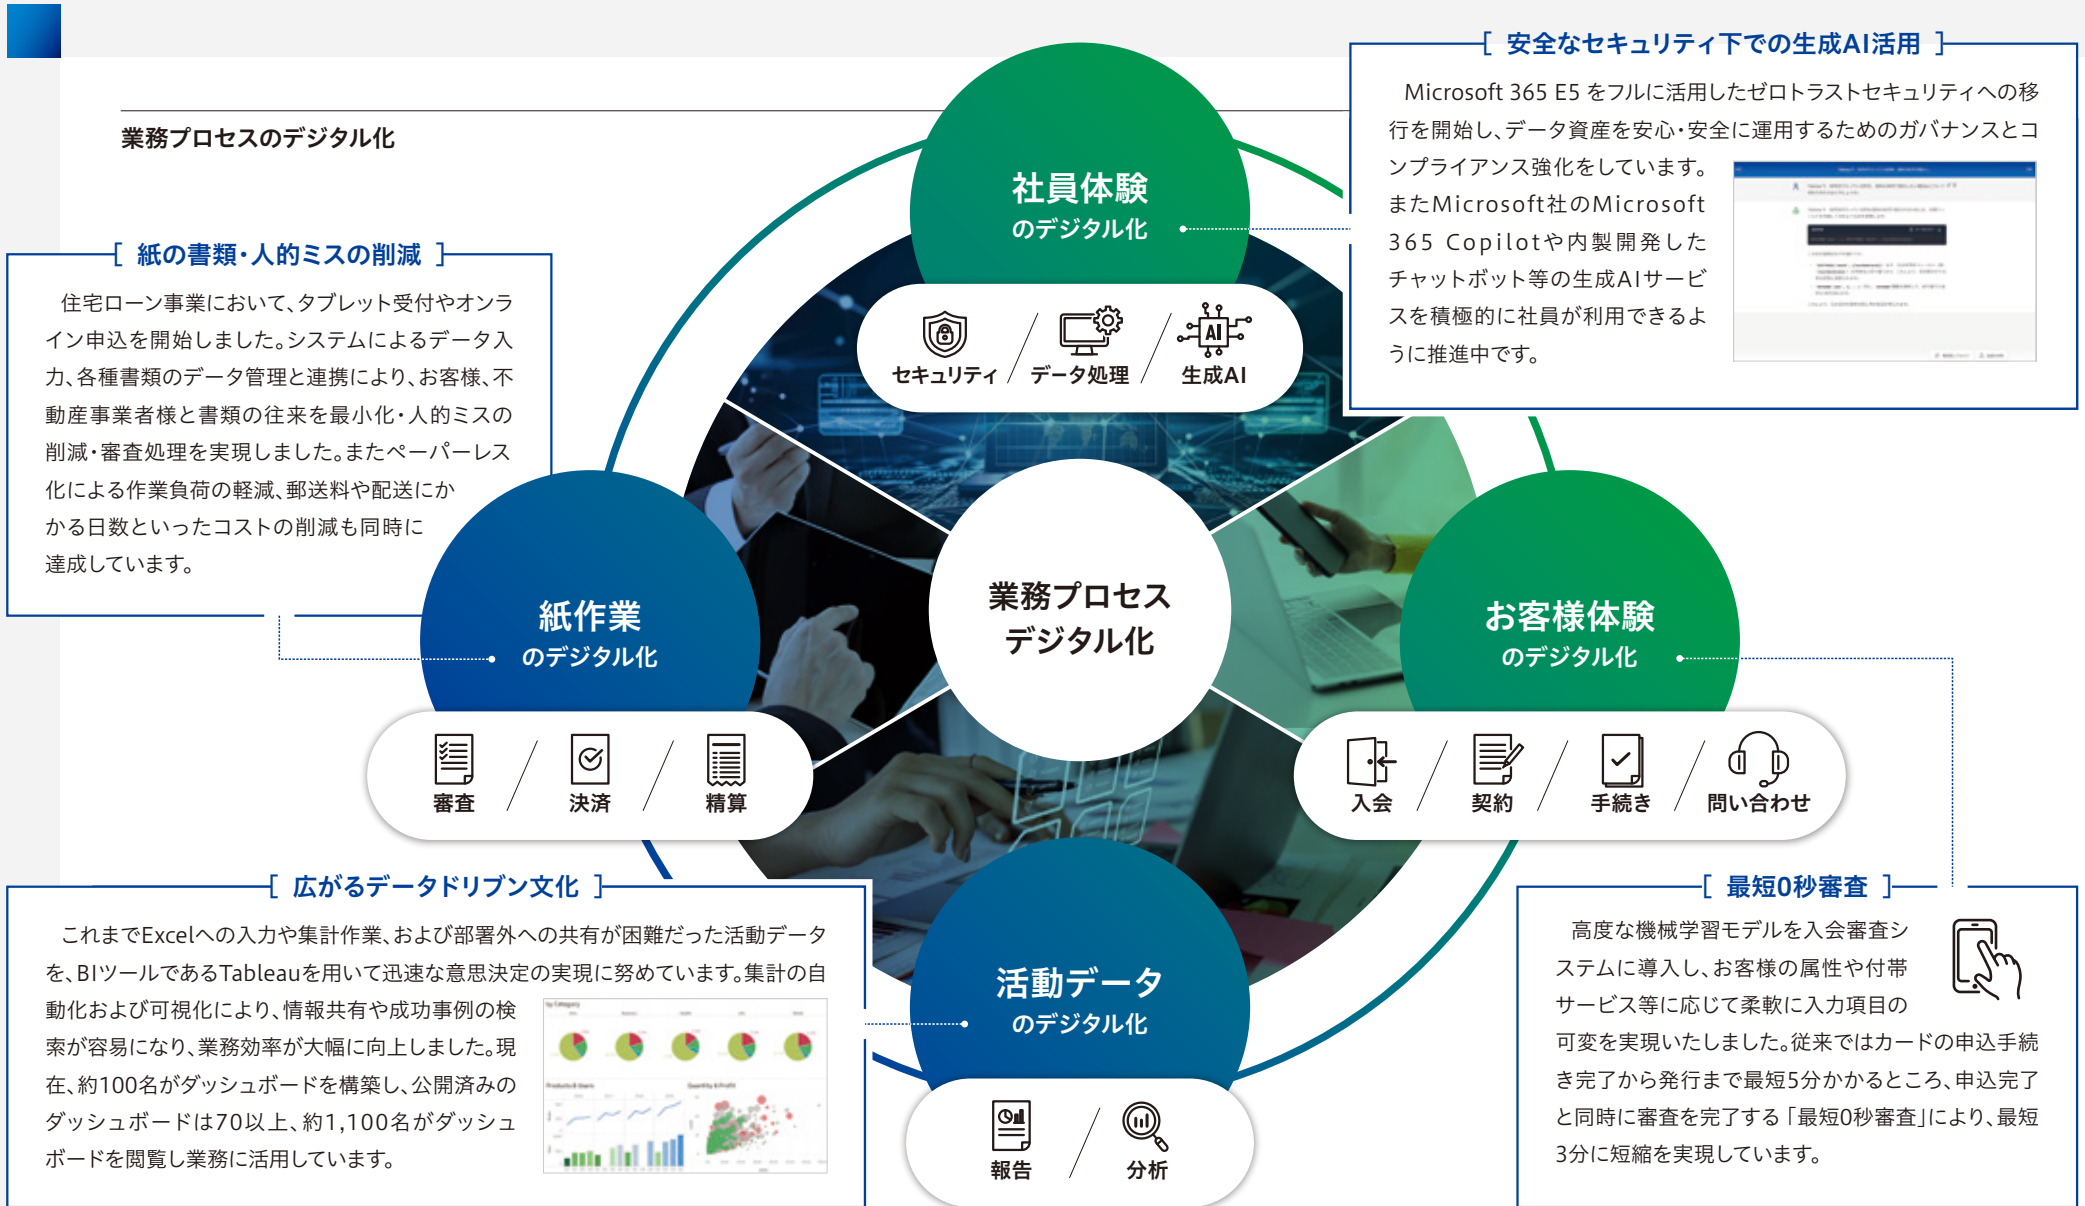 業務プロセスのデジタル化
社員体験
のデジタル化
セキュリティ
データ処理
生成AI
[ 安全なセキュリティ下での生成AI活用 ]
Microsoft 365 E5 をフルに活用したゼロトラストセキュリティへの移
行を開始し、データ資産を安心・安全に運用するためのガバナンスとコ
ンプライアンス強化をしています。
またMicrosoft社のMicrosoft
365 Copilotや内製開発した
チャットボット等の生成AIサービ
スを積極的に社員が利用できるよ
うに推進中です。
[ 紙の書類・人的ミスの削減 ]
住宅ローン事業において、タブレット受付やオンラ
イン申込を開始しました。システムによるデータ入
力、各種書類のデータ管理と連携により、お客様、不
動産事業者様と書類の往来を最小化・人的ミスの
削減・審査処理を実現しました。またペーパーレス
化による作業負荷の軽減、郵送料や配送にか
かる日数といったコストの削減も同時に
達成しています。
紙作業
のデジタル化
審査
決済
精算
業務プロセス
デジタル化
お客様体験
のデジタル化
入会
契約
手続き
問い合わせ
[ 広がるデータドリブン文化 ]
これまでExcelへの入力や集計作業、および部署外への共有が困難だった活動データ
を、BIツールであるTableauを用いて迅速な意思決定の実現に努めています。集計の自
動化および可視化により、情報共有や成功事例の検
索が容易になり、業務効率が大幅に向上しました。現
在、約100名がダッシュボードを構築し、公開済みの
ダッシュボードは70以上、約1,100名がダッシュ
ボードを閲覧し業務に活用しています。
by Category
Products & Users
Quantity & Profit
活動データ
のデジタル化
報告
分析
[ 最短0秒審査 ]
高度な機械学習モデルを入会審査シ
ステムに導入し、お客様の属性や付帯
サービス等に応じて柔軟に入力項目の
可変を実現いたしました。従来ではカードの申込手続
き完了から発行まで最短5分かかるところ、申込完了
と同時に審査を完了する「最短0秒審査」により、最短
3分に短縮を実現しています。